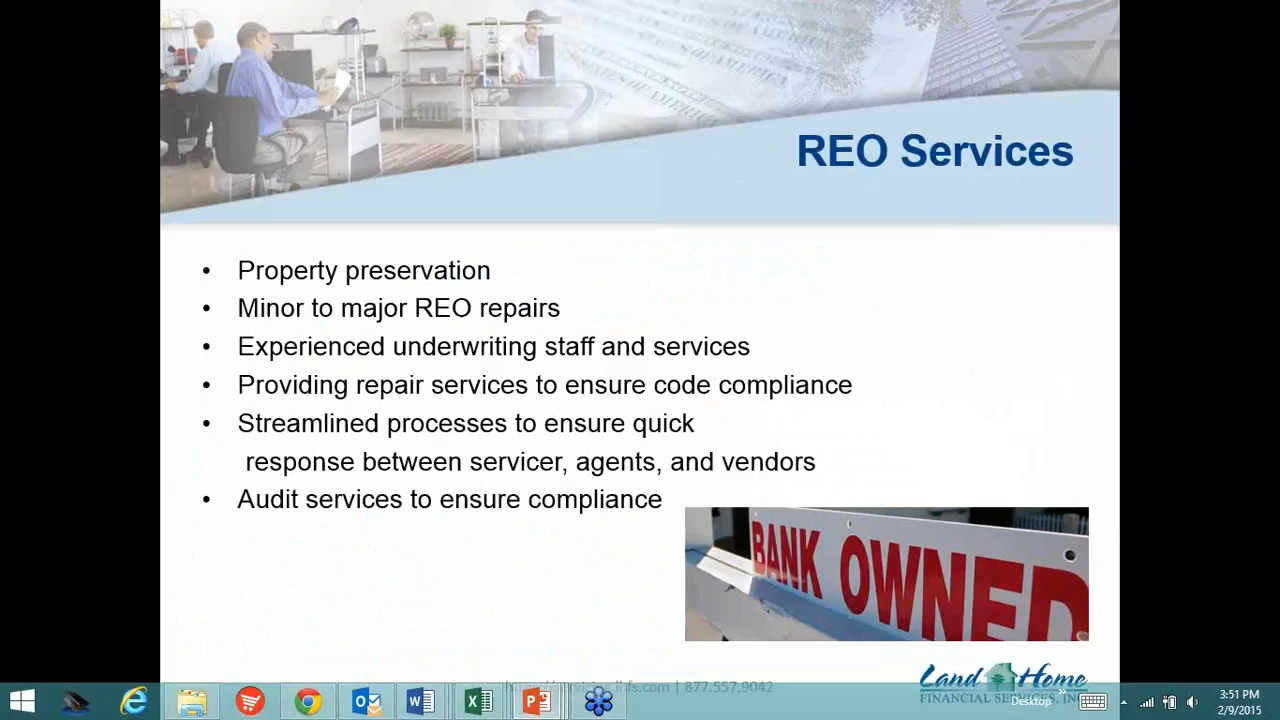 REO Services
• Property preservation
• Minor to major REO repairs
• Experienced underwriting staff and services
• Providing repair services to ensure code compliance
• Streamlined processes to ensure quick
response between servicer, agents, and vendors
• Audit services to ensure compliance
BANK OWNED
Land Home
FINANCIAL SERVICES, INC
| 877.557.9042
Desktop
3:51 PM
2/9/2015